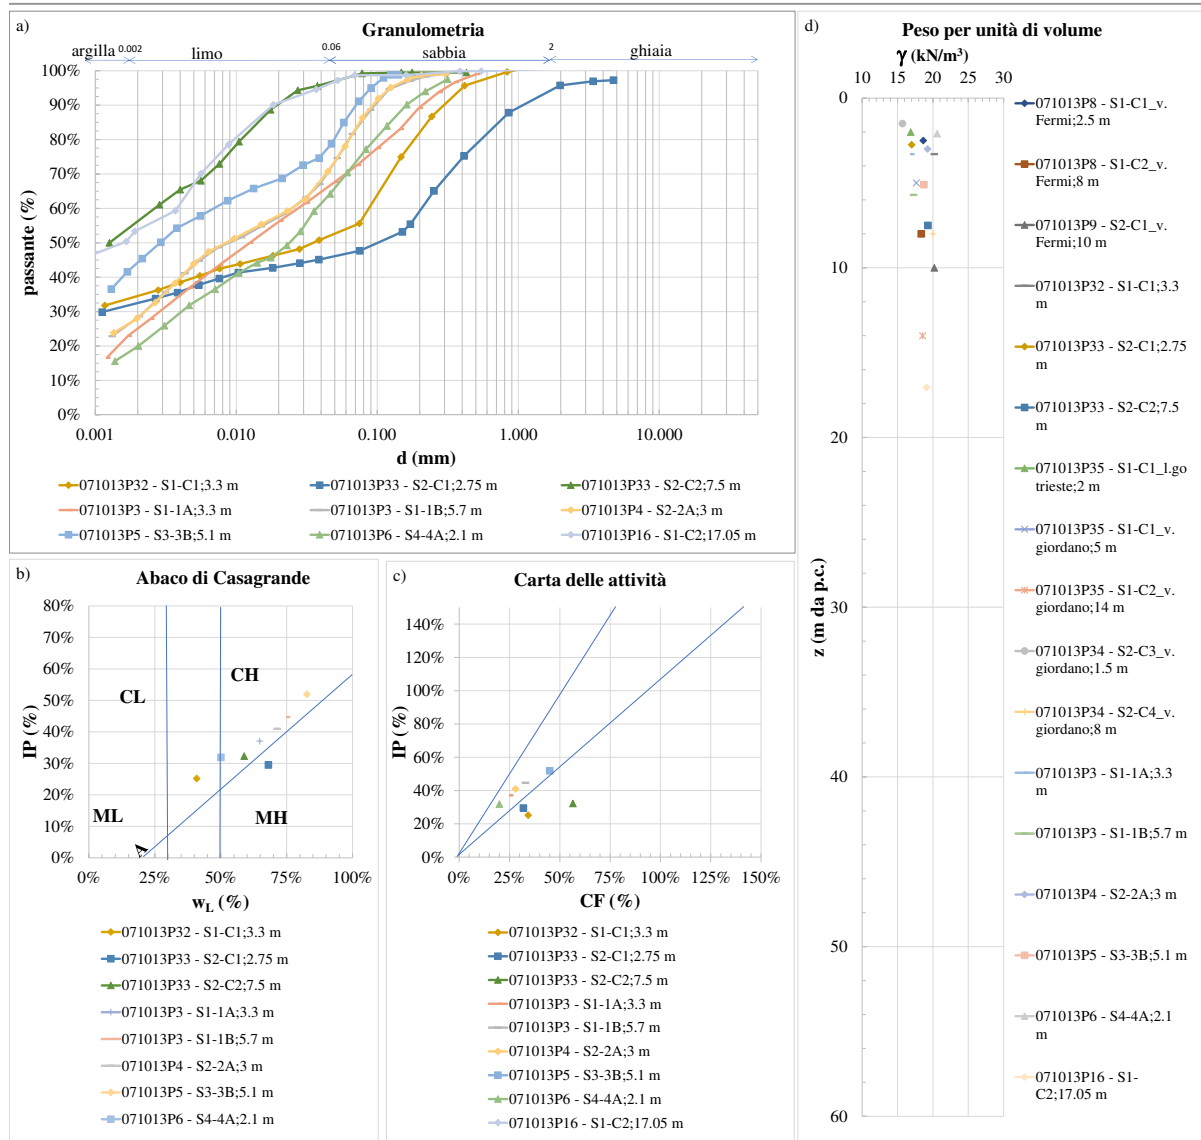 a)
Granulometria
argilla 0.002 limo 0.06 sabbia 2 ghiaia
100%
90%
80%
70%
60%
50%
40%
30%
20%
10%
0%
passante (%)
0.001 0.010 0.100 1.000 10.000
d (mm)
071013P32 - S1-C1;3.3 m 071013P33 - S2-C1;2.75 m 071013P33 - S2-C2;7.5 m
071013P3 - S1-1A;3.3 m 071013P3 - S1-1B;5.7 m 071013P4 - S2-2A;3 m
071013P5 - S3-3B;5.1 m 071013P6 - S4-4A;2.1 m 071013P16 - S1-C2;17.05 m
b)
Abaco di Casagrande
80%
70%
60%
50%
40%
30%
20%
10%
0%
IP (%)
CL
CH
ML
MH
0% 25% 50% 75% 100%
wL (%)
071013P32 - S1-C1;3.3 m
071013P33 - S2-C1;2.75 m
071013P33 - S2-C2;7.5 m
071013P3 - S1-1A;3.3 m
071013P3 - S1-1B;5.7 m
071013P4 - S2-2A;3 m
071013P5 - S3-3B;5.1 m
071013P6 - S4-4A;2.1 m
c)
Carta delle attività
140%
120%
100%
80%
60%
40%
20%
0%
IP (%)
0% 25% 50% 75% 100% 125% 150%
CF (%)
071013P32 - S1-C1;3.3 m
071013P33 - S2-C1;2.75 m
071013P33 - S2-C2;7.5 m
071013P3 - S1-1A;3.3 m
071013P3 - S1-1B;5.7 m
071013P4 - S2-2A;3 m
071013P5 - S3-3B;5.1 m
071013P6 - S4-4A;2.1 m
071013P16 - S1-C2;17.05 m
d)
Peso per unità di volume
γ (kN/m³)
10 15 20 30
0
10
20
30
40
50
60
z (m da p.c.)
071013P8 - S1-C1_v.
Fermi;2.5 m
071013P8 - S1-C2_v.
Fermi;8 m
071013P9 - S2-C1_v.
Fermi;10 m
071013P32 - S1-C1;3.3
m
071013P33 - S2-C1;2.75
m
071013P33 - S2-C2;7.5
m
071013P35 - S1-C1_l.go
trieste;2 m
071013P35 - S1-C1_v.
giordano;5 m
071013P35 - S1-C2_v.
giordano;14 m
071013P34 - S2-C3_v.
giordano;1.5 m
071013P34 - S2-C4_v.
giordano;8 m
071013P3 - S1-1A;3.3
m
071013P3 - S1-1B;5.7 m
071013P4 - S2-2A;3 m
071013P5 - S3-3B;5.1 m
071013P6 - S4-4A;2.1
m
071013P16 - S1-
C2;17.05 m